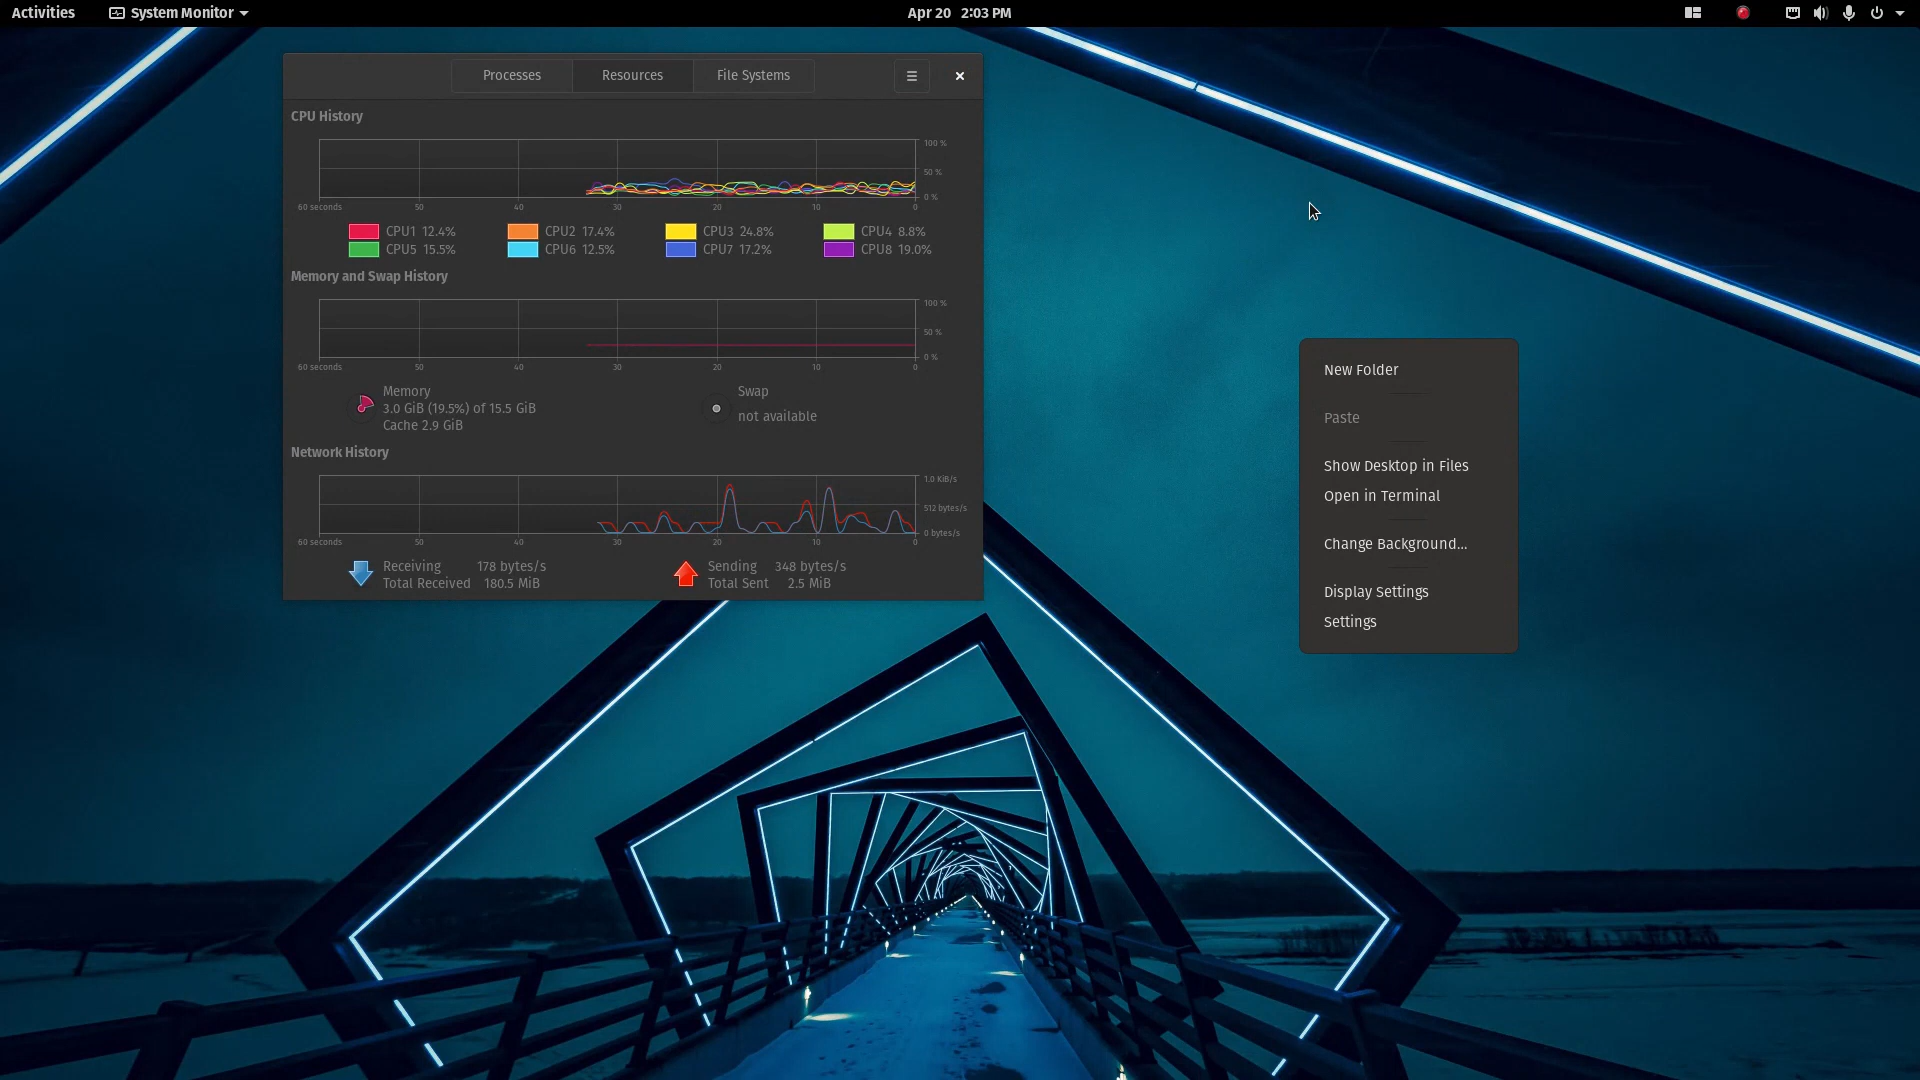 Activities System Monitor Apr 20 2:03 PM
Processes Resources File Systems
CPU History
100 %
50 %
0 %
60 seconds 50 40 30 20 10 0
CPU1 12.4% CPU2 17.4% CPU3 24.8% CPU4 8.8%
CPU5 15.5% CPU6 12.5% CPU7 17.2% CPU8 19.0%
Memory and Swap History
100 %
50 %
0 %
60 seconds 50 40 30 20 10 0
Memory
3.0 GiB (19.5%) of 15.5 GiB
Cache 2.9 GiB
Swap
not available
Network History
1.0 KiB/s
512 bytes/s
0 bytes/s
60 seconds 50 40 30 20 10 0
Receiving 178 bytes/s
Total Received 180.5 MiB
Sending 348 bytes/s
Total Sent 2.5 MiB
New Folder
Paste
Show Desktop in Files
Open in Terminal
Change Background...
Display Settings
Settings